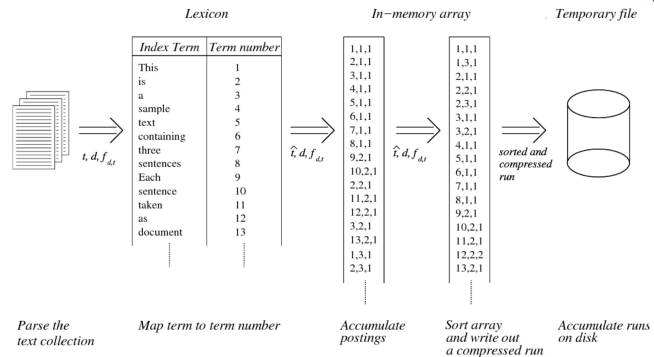 Lexicon
In-memory array
Temporary file
t, d, f_{d,t}
Index Term Term number
This 1
is 2
a 3
sample 4
text 5
containing 6
three 7
sentences 8
Each 9
sentence 10
taken 11
as 12
document 13
t̂, d, f_{d,t}
1,1,1
2,1,1
3,1,1
4,1,1
5,1,1
6,1,1
7,1,1
8,1,1
9,2,1
10,2,1
2,2,1
11,2,1
12,2,1
3,2,1
13,2,1
1,3,1
2,3,1
t̂, d, f_{d,t}
1,1,1
1,3,1
2,1,1
2,2,1
2,3,1
3,1,1
3,2,1
4,1,1
5,1,1
6,1,1
7,1,1
8,1,1
9,2,1
10,2,1
11,2,1
12,2,2
13,2,1
sorted and
compressed
run
Parse the
text collection
Map term to term number
Accumulate
postings
Sort array
and write out
a compressed run
Accumulate runs
on disk